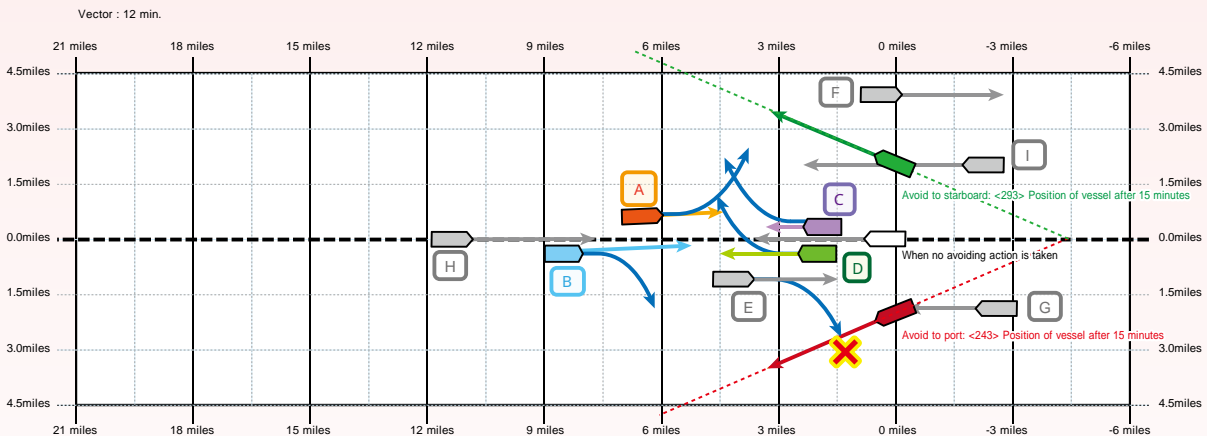 Vector : 12 min.
21 miles 18 miles 15 miles 12 miles 9 miles 6 miles 3 miles 0 miles -3 miles -6 miles
4.5miles 4.5miles
F
3.0miles 3.0miles
I
A
1.5miles 1.5miles
C
Avoid to starboard: <293> Position of vessel after 15 minutes
0.0miles 0.0miles
When no avoiding action is taken
H
B
D
E
G
1.5miles 1.5miles
Avoid to port: <243> Position of vessel after 15 minutes
3.0miles 3.0miles
4.5miles 4.5miles
21 miles 18 miles 15 miles 12 miles 9 miles 6 miles 3 miles 0 miles -3 miles -6 miles